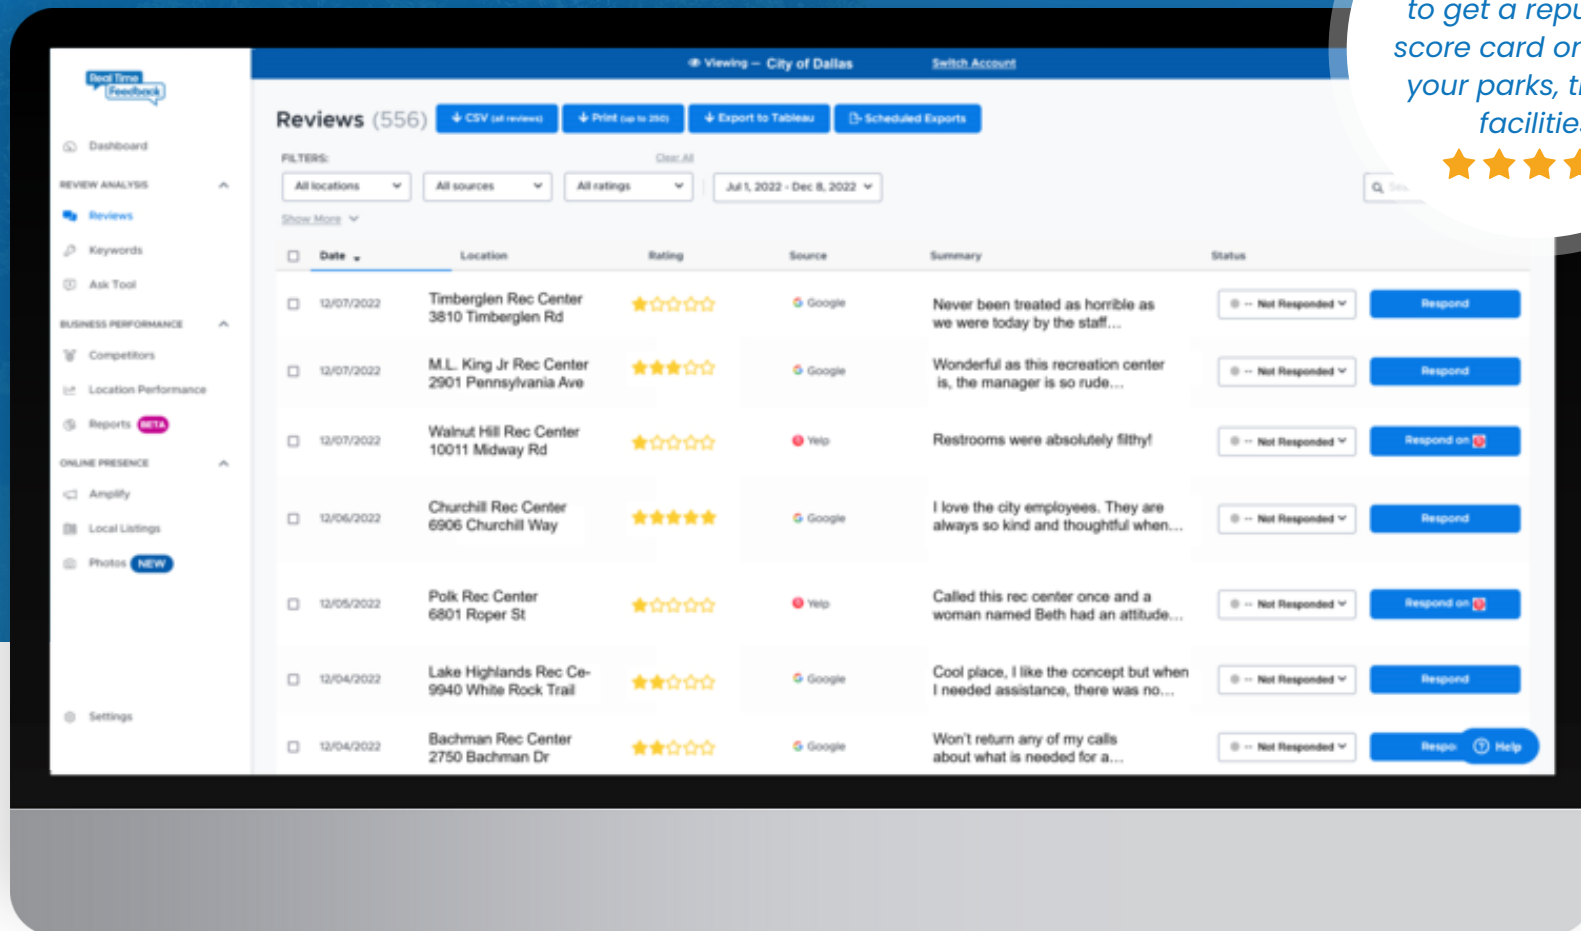 to get a
score card
your parks,
Real Time
Feedback
Viewing — City of Dallas
Switch Account
Reviews (556)
CSV (all reviews)
Print (up to 250)
Export to Tableau
Scheduled Exports
Dashboard
FILTERS:
Clear All
REVIEW ANALYSIS
All locations
All sources
All ratings
Jul 1, 2022 - Dec 8, 2022
Reviews
Show More
Keywords
Date
Location
Rating
Source
Summary
Status
Ask Tool
12/07/2022
Timberglen Rec Center
3810 Timberglen Rd
Google
Never been treated as horrible as
we were today by the staff...
-- Not Responded
Respond
BUSINESS PERFORMANCE
Competitors
12/07/2022
M.L. King Jr Rec Center
2901 Pennsylvania Ave
Google
Wonderful as this recreation center
is, the manager is so rude...
-- Not Responded
Respond
Location Performance
Reports BETA
12/07/2022
Walnut Hill Rec Center
10011 Midway Rd
Yelp
Restrooms were absolutely filthy!
-- Not Responded
Respond on
ONLINE PRESENCE
Amplify
12/06/2022
Churchill Rec Center
6906 Churchill Way
Google
I love the city employees. They are
always so kind and thoughtful when...
-- Not Responded
Respond
Local Listings
Photos NEW
12/05/2022
Polk Rec Center
6801 Roper St
Yelp
Called this rec center once and a
woman named Beth had an attitude...
-- Not Responded
Respond on
12/04/2022
Lake Highlands Rec Ce-
9940 White Rock Trail
Google
Cool place, I like the concept but when
I needed assistance, there was no...
-- Not Responded
Respond
Settings
12/04/2022
Bachman Rec Center
2750 Bachman Dr
Google
Won't return any of my calls
about what is needed for a...
-- Not Responded
Respo
Help